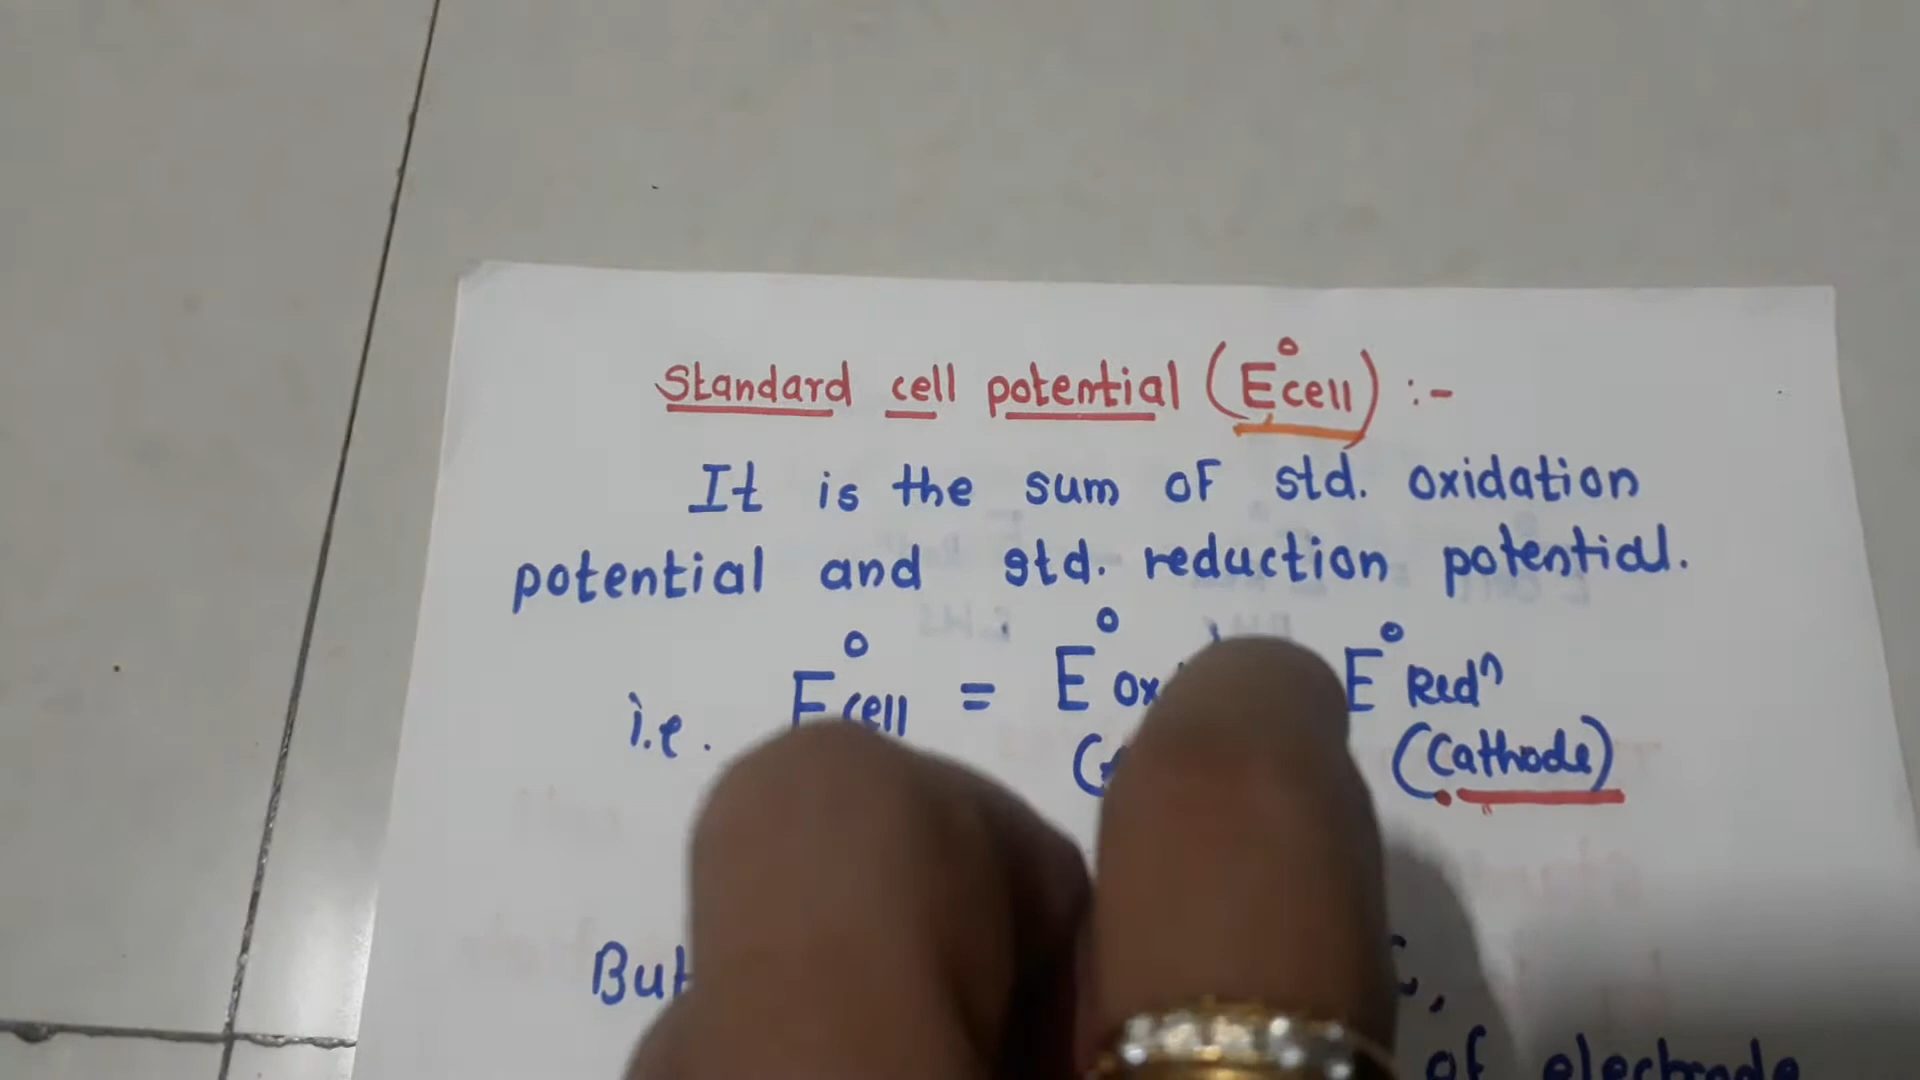 Standard cell potential (E°cell) :-
It is the sum of std. oxidation
potential and std. reduction potential.
i.e. E°cell = E° E° Redⁿ
(Cathode)
But
of electrode